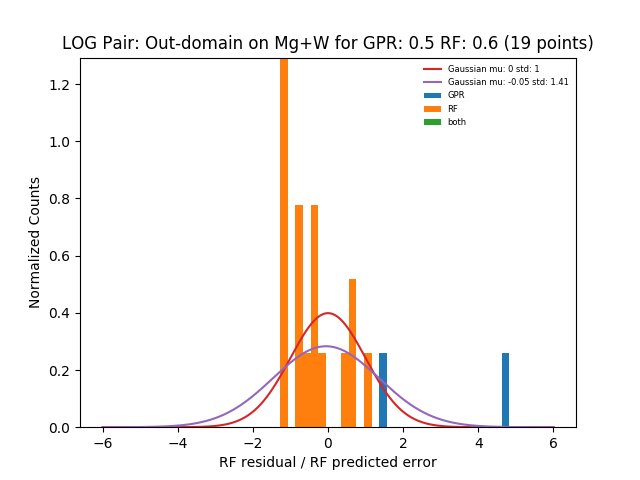 LOG Pair: Out-domain on Mg+W for GPR: 0.5 RF: 0.6 (19 points)
Gaussian mu: 0 std: 1
Gaussian mu: -0.05 std: 1.41
GPR
RF
both
Normalized Counts
1.2
1.0
0.8
0.6
0.4
0.2
0.0
−6 −4 −2 0 2 4 6
RF residual / RF predicted error